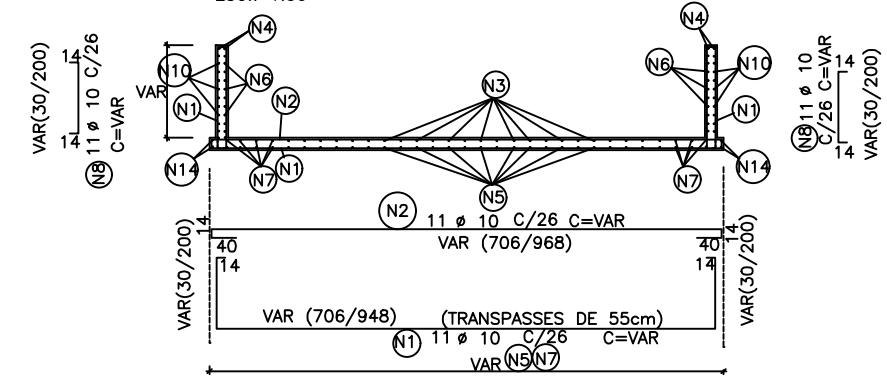 N4
N4
14
VAR(30/200)
14
N8 11 ø 10 C/26
C=VAR
N10
VAR
N1
N6
N2
N3
N6
N10
N1
N8 11 ø 10
C/26 C=VAR
14
14
VAR(30/200)
N14
N7
N1
N5
N7
N14
N2 11 ø 10 C/26 C=VAR
VAR (706/968)
14
40
14
40
14
14
VAR(30/200)
VAR(30/200)
VAR (706/948) (TRANSPASSES DE 55cm)
N1 11 ø 10 C/26 C=VAR
VAR N5 N7